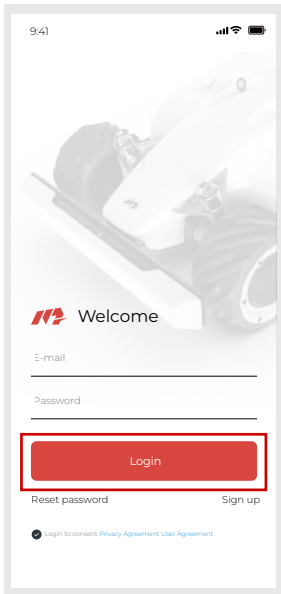 9:41
Welcome
E-mail
Password
Login
Reset password Sign up
Login to consent Privacy Agreement User Agreement